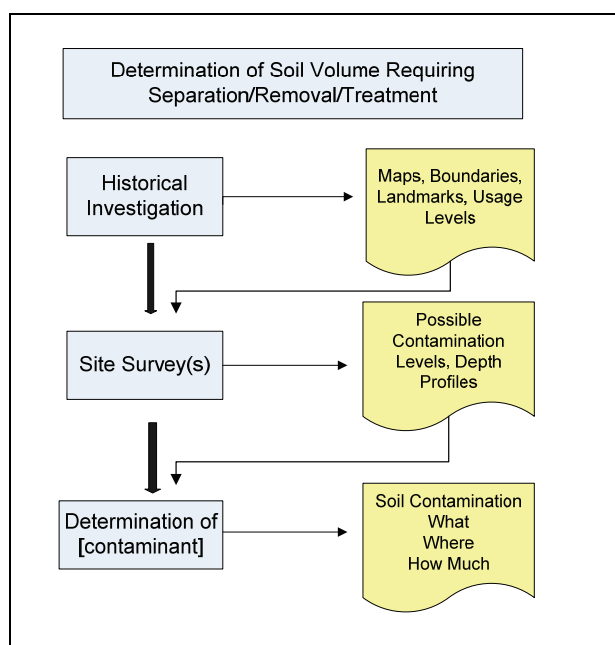 Determination of Soil Volume Requiring
Separation/Removal/Treatment
Historical
Investigation
Maps, Boundaries,
Landmarks, Usage
Levels
Site Survey(s)
Possible
Contamination
Levels, Depth
Profiles
Determination of
[contaminant]
Soil Contamination
What
Where
How Much